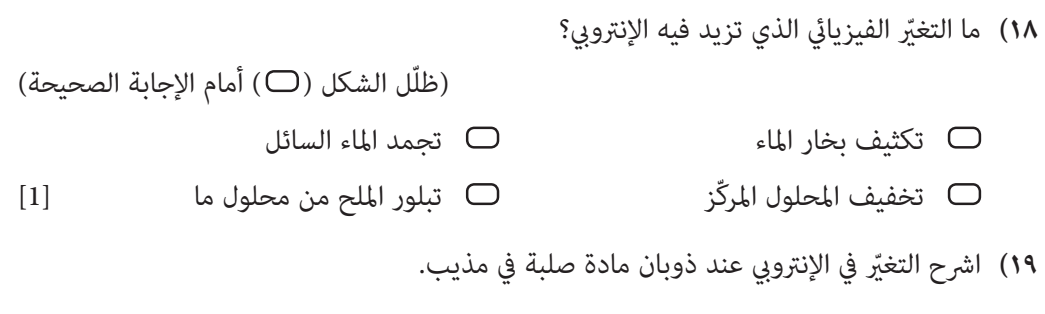 ١٨) ما التغيّر الفيزيائي الذي تزيد فيه الإنتروبي؟
(ظلّل الشكل (⬭) أمام الإجابة الصحيحة)
تكثيف بخار الماء تجمد الماء السائل
تخفيف المحلول المركّز تبلور الملح من محلول ما [1]
١٩) اشرح التغيّر في الإنتروبي عند ذوبان مادة صلبة في مذيب.